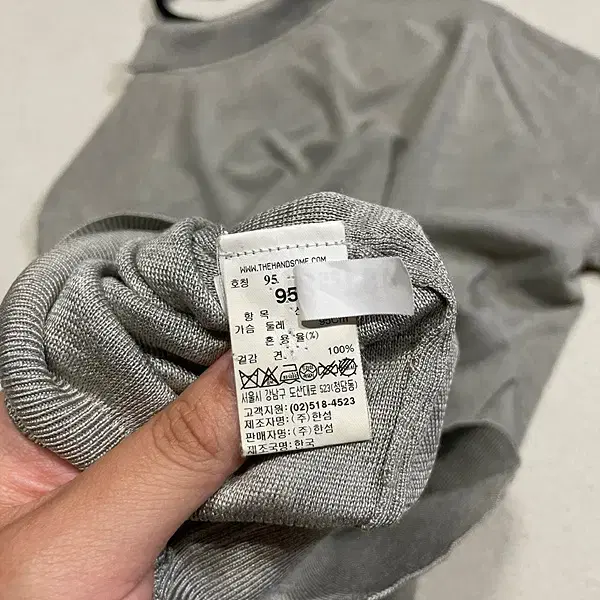 WWW.THEHANDSOME.COM
호칭 95
95
항 목
가슴 둘레 95cm
혼 용 율(%)
겉감 견 100%
서울시 강남구 도산대로 523(청담동)
고객지원: (02)518-4523
제조자명: (주)한섬
판매자명: (주)한섬
제조국명: 한국